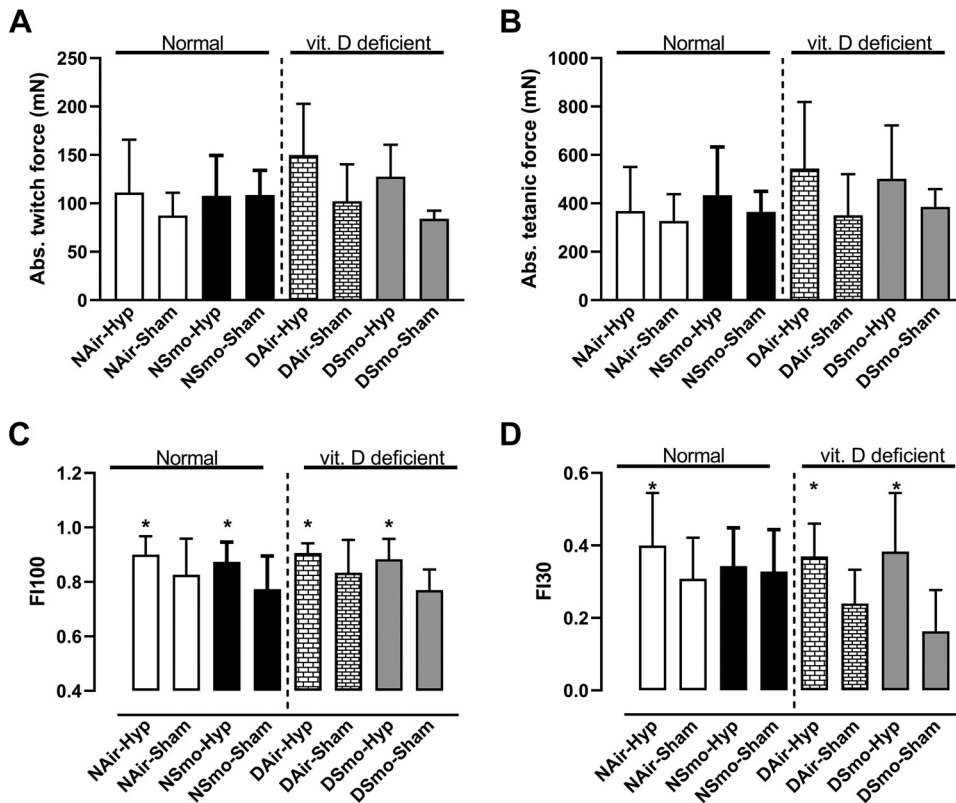 A
Normal
vit. D deficient
Abs. twitch force (mN)
250
200
150
100
50
0
NAir-Hyp
NAir-Sham
NSmo-Hyp
NSmo-Sham
DAir-Hyp
DAir-Sham
DSmo-Hyp
DSmo-Sham
B
Normal
vit. D deficient
Abs. tetanic force (mN)
1000
800
600
400
200
0
NAir-Hyp
NAir-Sham
NSmo-Hyp
NSmo-Sham
DAir-Hyp
DAir-Sham
DSmo-Hyp
DSmo-Sham
C
Normal
vit. D deficient
FI100
1.2
1.0
0.8
0.6
0.4
* * * *
NAir-Hyp
NAir-Sham
NSmo-Hyp
NSmo-Sham
DAir-Hyp
DAir-Sham
DSmo-Hyp
DSmo-Sham
D
Normal
vit. D deficient
FI30
0.6
0.4
0.2
0.0
* * *
NAir-Hyp
NAir-Sham
NSmo-Hyp
NSmo-Sham
DAir-Hyp
DAir-Sham
DSmo-Hyp
DSmo-Sham